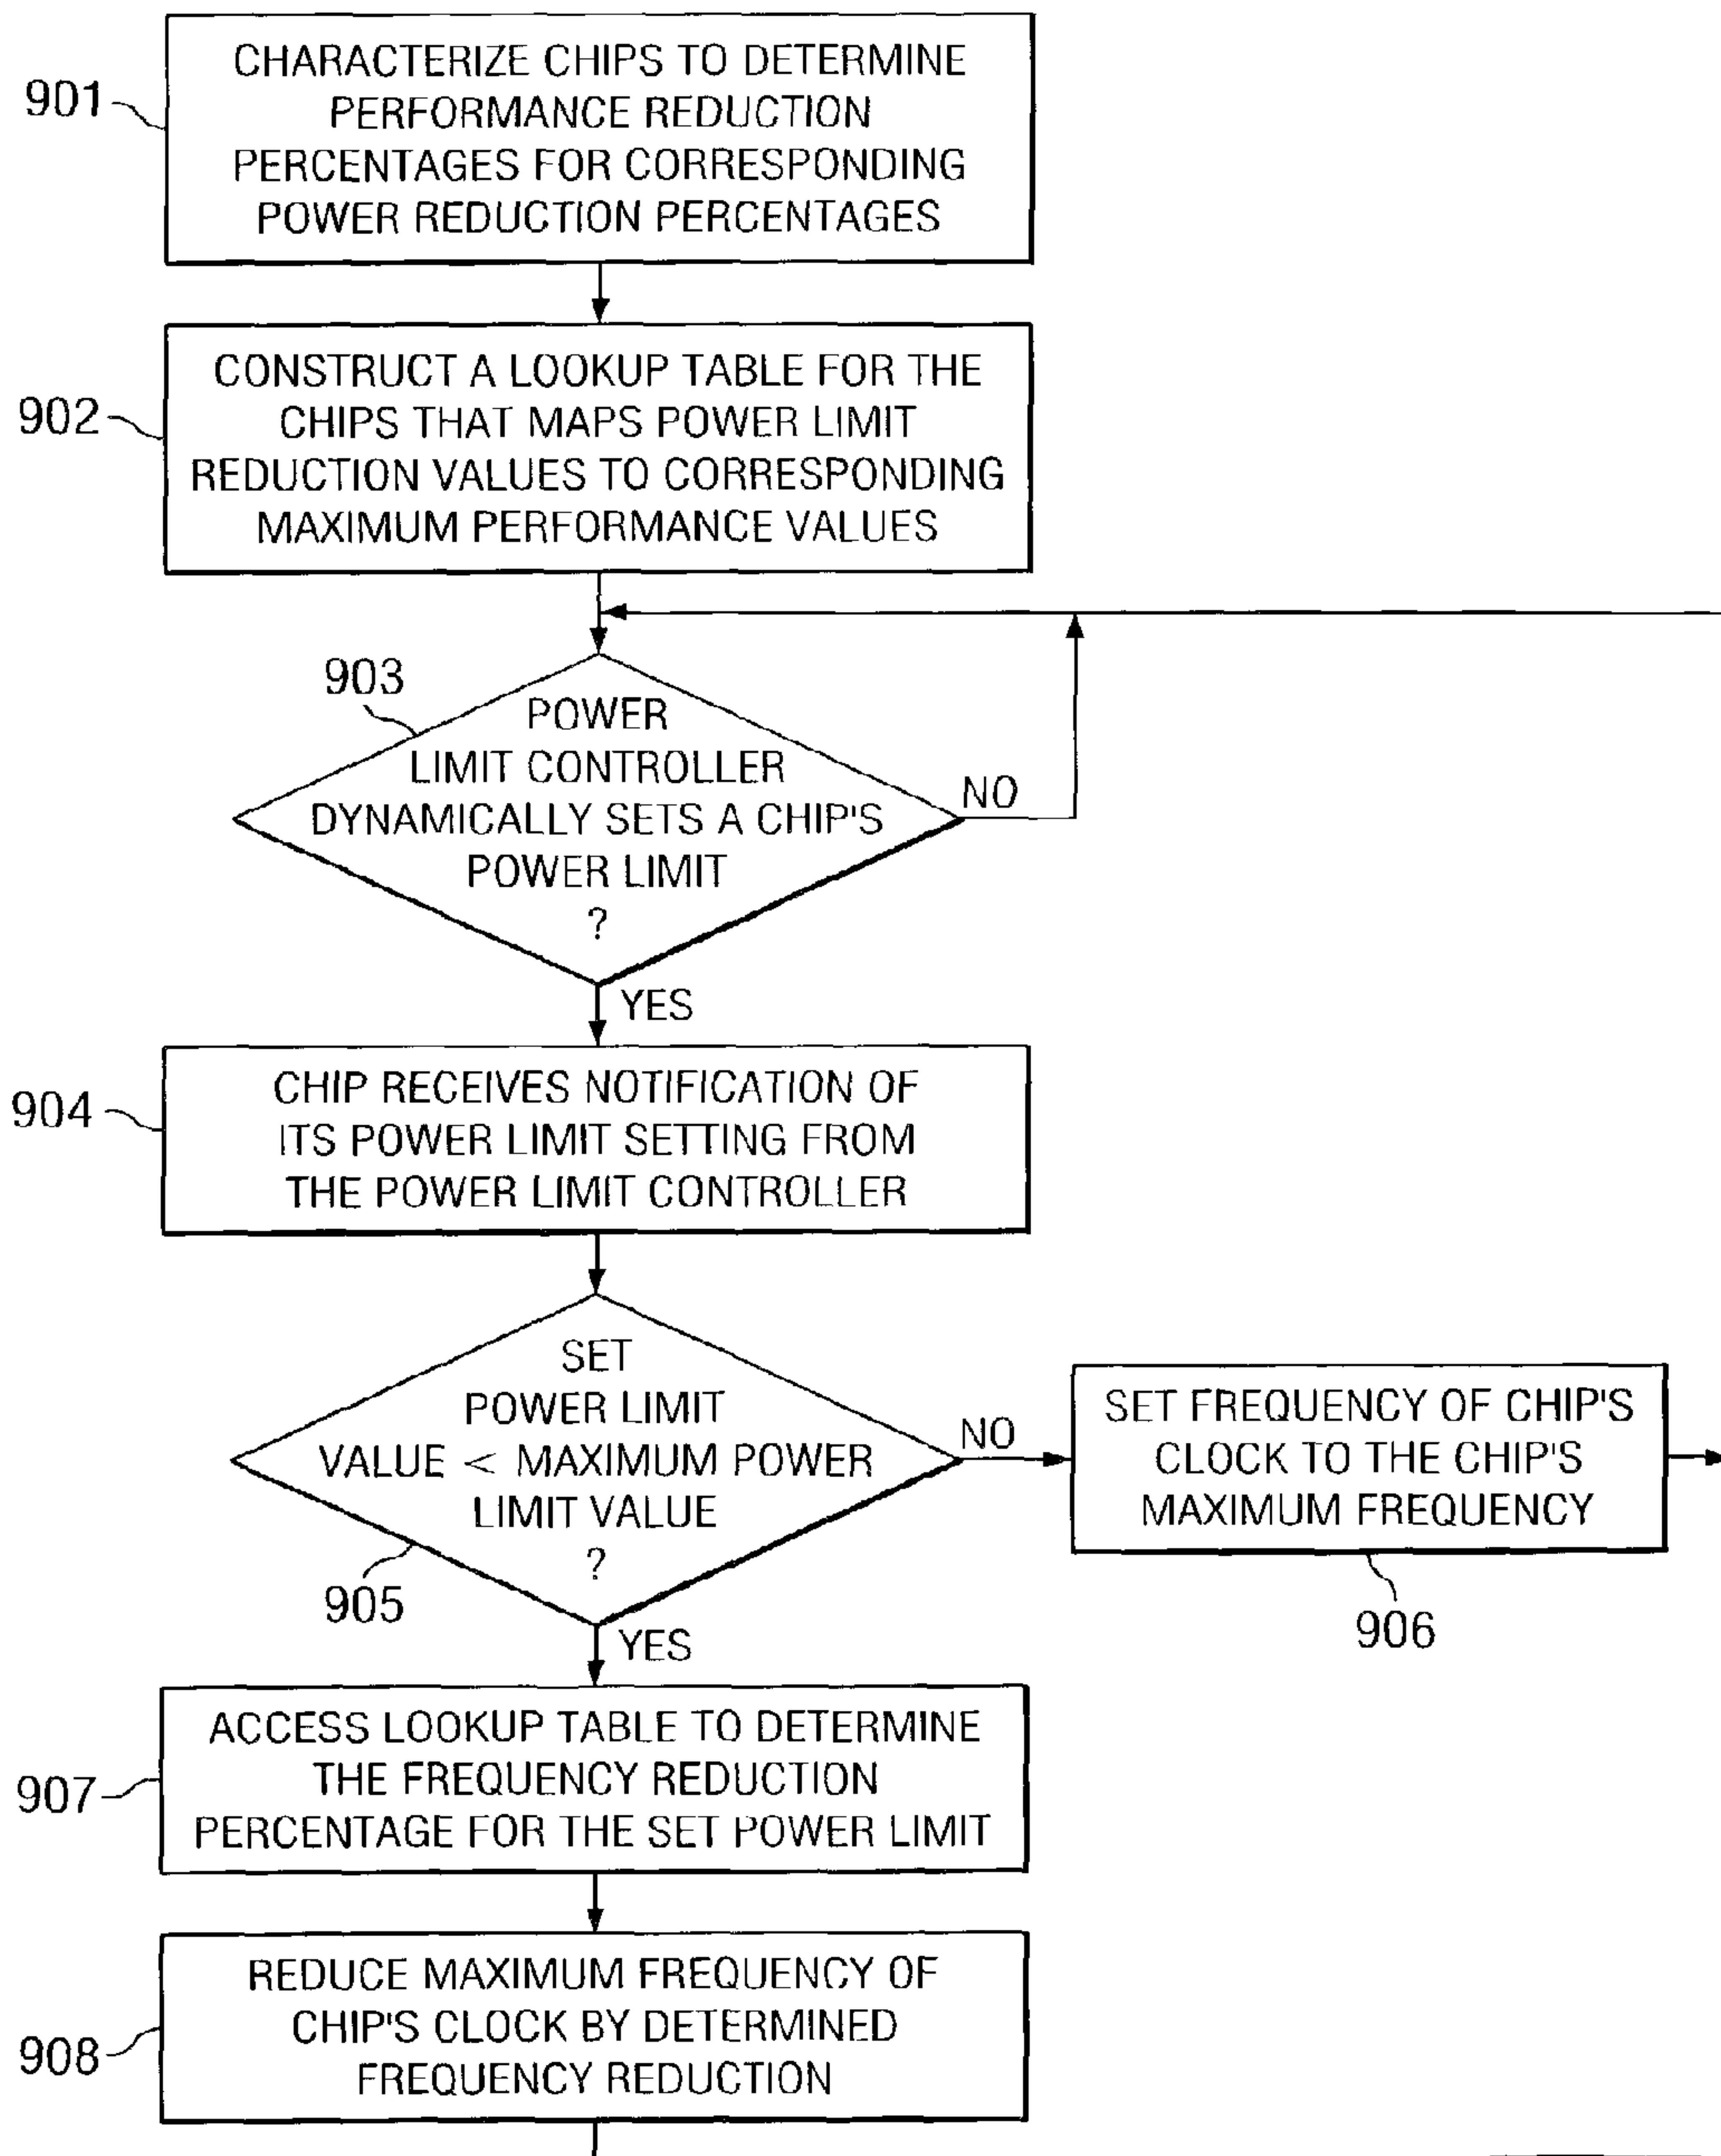 901
CHARACTERIZE CHIPS TO DETERMINE
PERFORMANCE REDUCTION
PERCENTAGES FOR CORRESPONDING
POWER REDUCTION PERCENTAGES
902
CONSTRUCT A LOOKUP TABLE FOR THE
CHIPS THAT MAPS POWER LIMIT
REDUCTION VALUES TO CORRESPONDING
MAXIMUM PERFORMANCE VALUES
903
POWER
LIMIT CONTROLLER
DYNAMICALLY SETS A CHIP'S
POWER LIMIT
?
NO
YES
904
CHIP RECEIVES NOTIFICATION OF
ITS POWER LIMIT SETTING FROM
THE POWER LIMIT CONTROLLER
SET
POWER LIMIT
VALUE < MAXIMUM POWER
LIMIT VALUE
?
905
NO
SET FREQUENCY OF CHIP'S
CLOCK TO THE CHIP'S
MAXIMUM FREQUENCY
906
YES
907
ACCESS LOOKUP TABLE TO DETERMINE
THE FREQUENCY REDUCTION
PERCENTAGE FOR THE SET POWER LIMIT
908
REDUCE MAXIMUM FREQUENCY OF
CHIP'S CLOCK BY DETERMINED
FREQUENCY REDUCTION